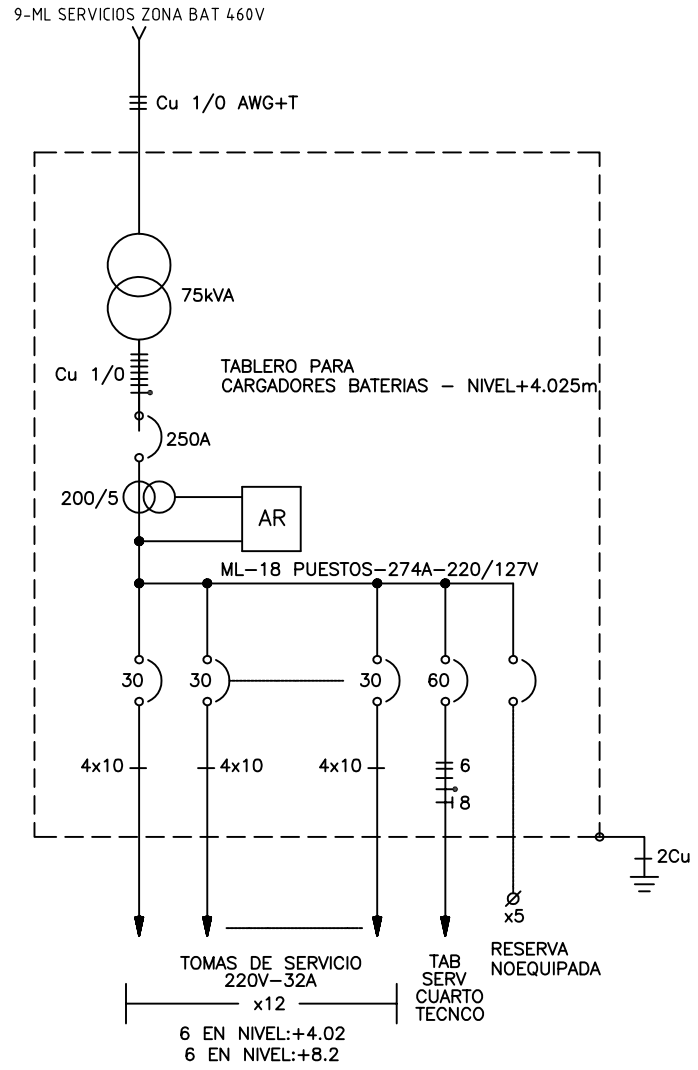 9-ML SERVICIOS ZONA BAT 460V
Cu 1/0 AWG+T
75kVA
Cu 1/0
TABLERO PARA
CARGADORES BATERIAS – NIVEL+4.025m
250A
200/5
AR
ML-18 PUESTOS-274A-220/127V
30
30
30
60
4x10
4x10
4x10
6
8
2Cu
x5
RESERVA
NOEQUIPADA
TOMAS DE SERVICIO
220V-32A
x12
6 EN NIVEL:+4.02
6 EN NIVEL:+8.2
TAB
SERV
CUARTO
TECNCO